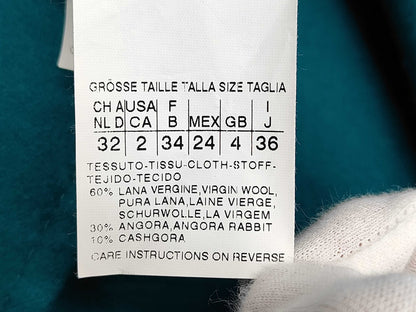 GRÖSSE TAILLE TALLA SIZE TAGLIA
CH A USA F I
NL D CA B MEX GB J
32 2 34 24 4 36
TESSUTO-TISSU-CLOTH-STOFF-
TEJIDO-TECIDO
60% LANA VERGINE,VIRGIN WOOL,
PURA LANA,LAINE VIERGE,
SCHURWOLLE,LA VIRGEM
30% ANGORA,ANGORA RABBIT
10% CASHGORA
CARE INSTRUCTIONS ON REVERSE